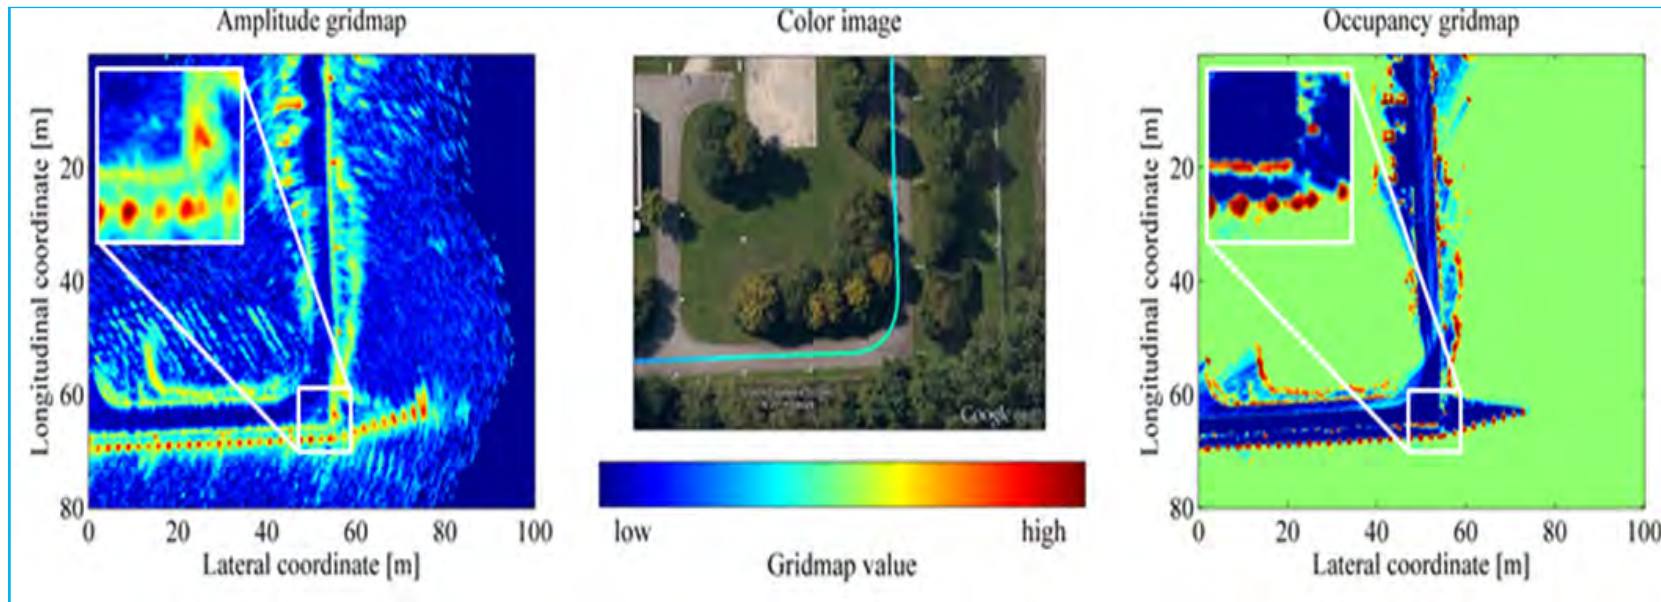 Amplitude gridmap
Longitudinal coordinate [m]
20
40
60
80
0 20 40 60 80 100
Lateral coordinate [m]
Color image
Google
low high
Gridmap value
Occupancy gridmap
Longitudinal coordinate [m]
20
40
60
80
0 20 40 60 80 100
Lateral coordinate [m]